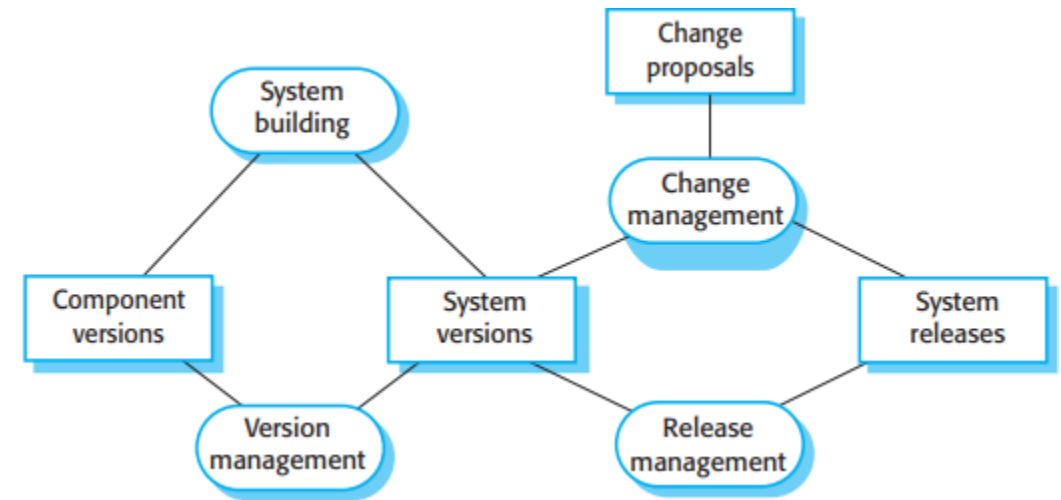 Change
proposals
System
building
Change
management
Component
versions
System
versions
System
releases
Version
management
Release
management